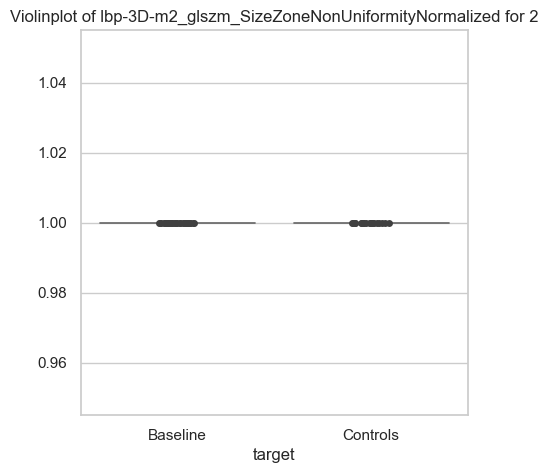 Violinplot of lbp-3D-m2_glszm_SizeZoneNonUniformityNormalized for 2
1.04
1.02
1.00
0.98
0.96
Baseline Controls
target